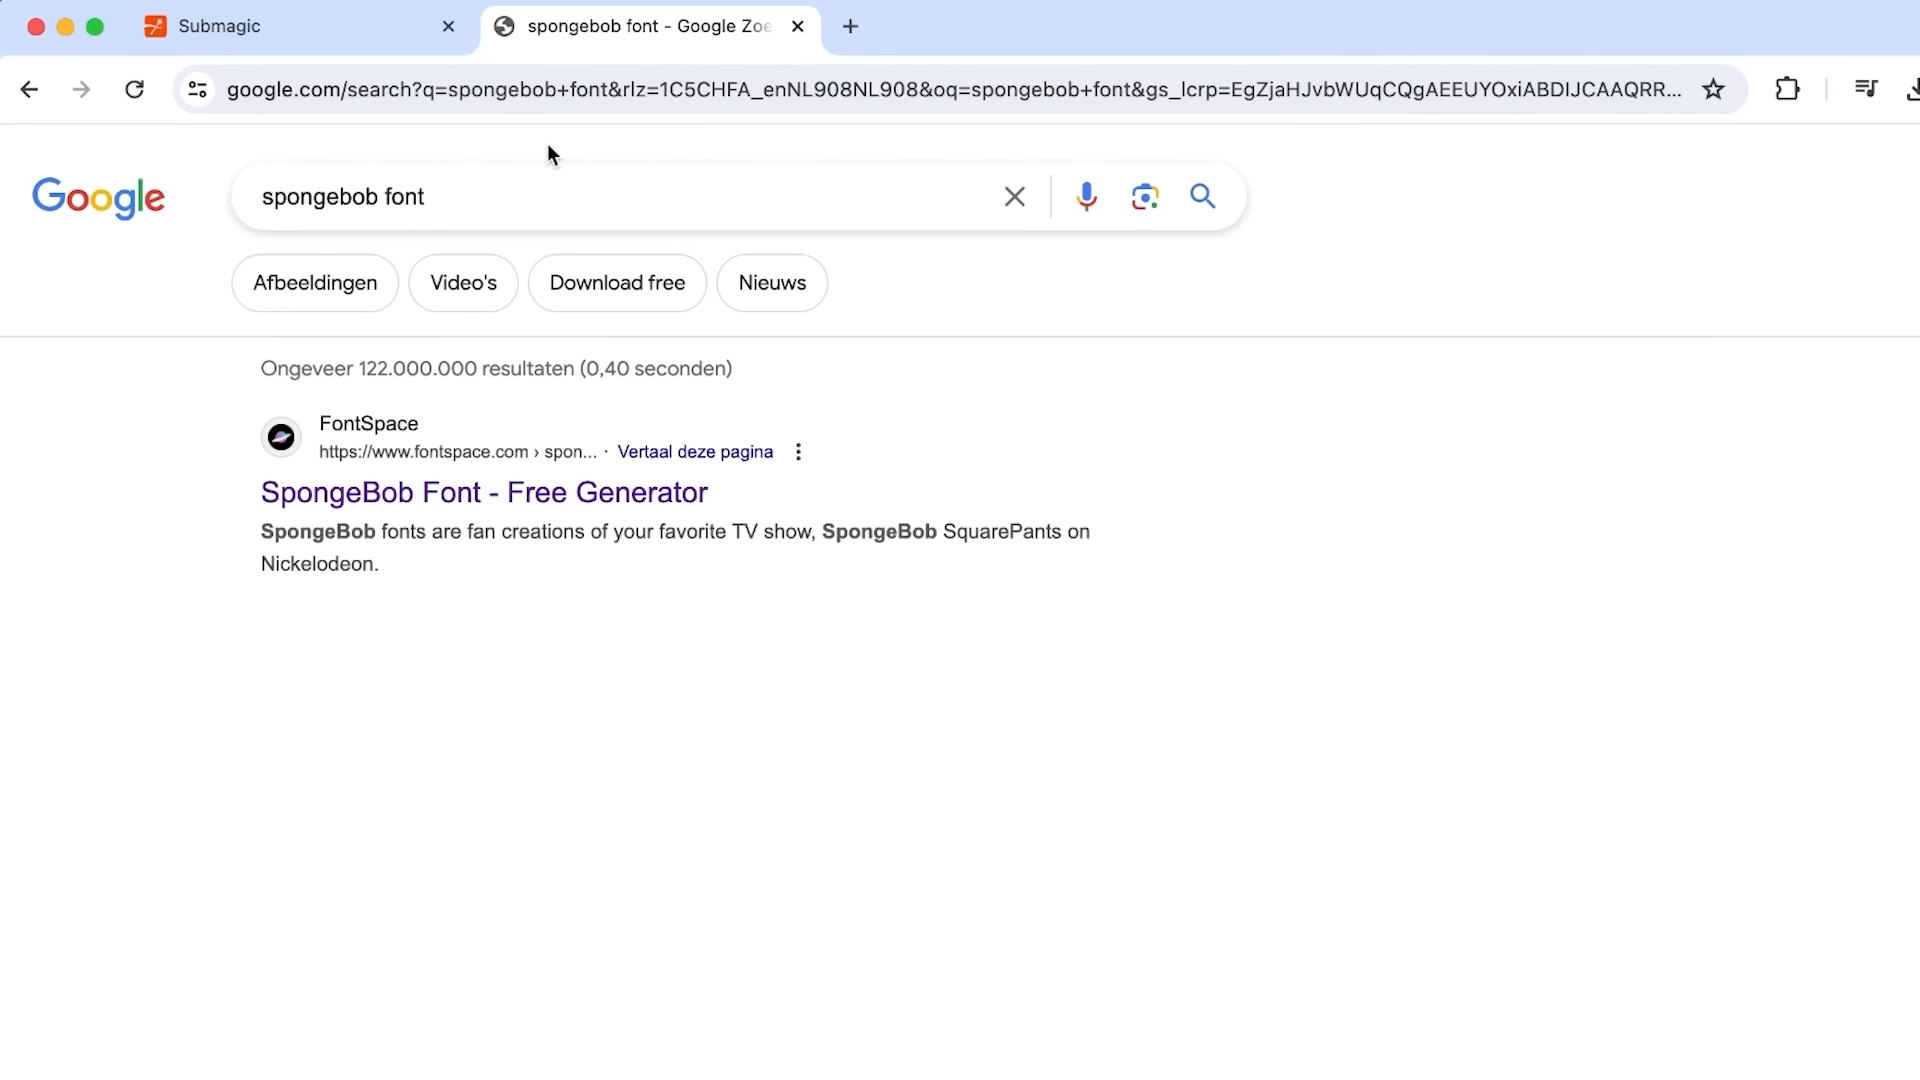 Submagic
spongebob font - Google Zoe
google.com/search?q=spongebob+font&rlz=1C5CHFA_enNL908NL908&oq=spongebob+font&gs_lcrp=EgZjaHJvbWUqCQgAEEUYOxiABDIJCAAQRR...
Google
spongebob font
Afbeeldingen
Video's
Download free
Nieuws
Ongeveer 122.000.000 resultaten (0,40 seconden)
FontSpace
https://www.fontspace.com › spon... · Vertaal deze pagina
SpongeBob Font - Free Generator
SpongeBob fonts are fan creations of your favorite TV show, SpongeBob SquarePants on
Nickelodeon.